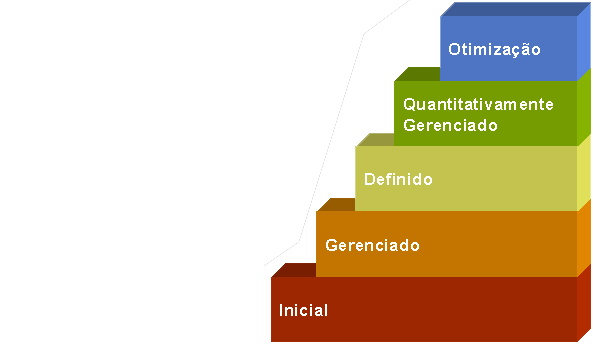 Otimização
Quantitativamente
Gerenciado
Definido
Gerenciado
Inicial